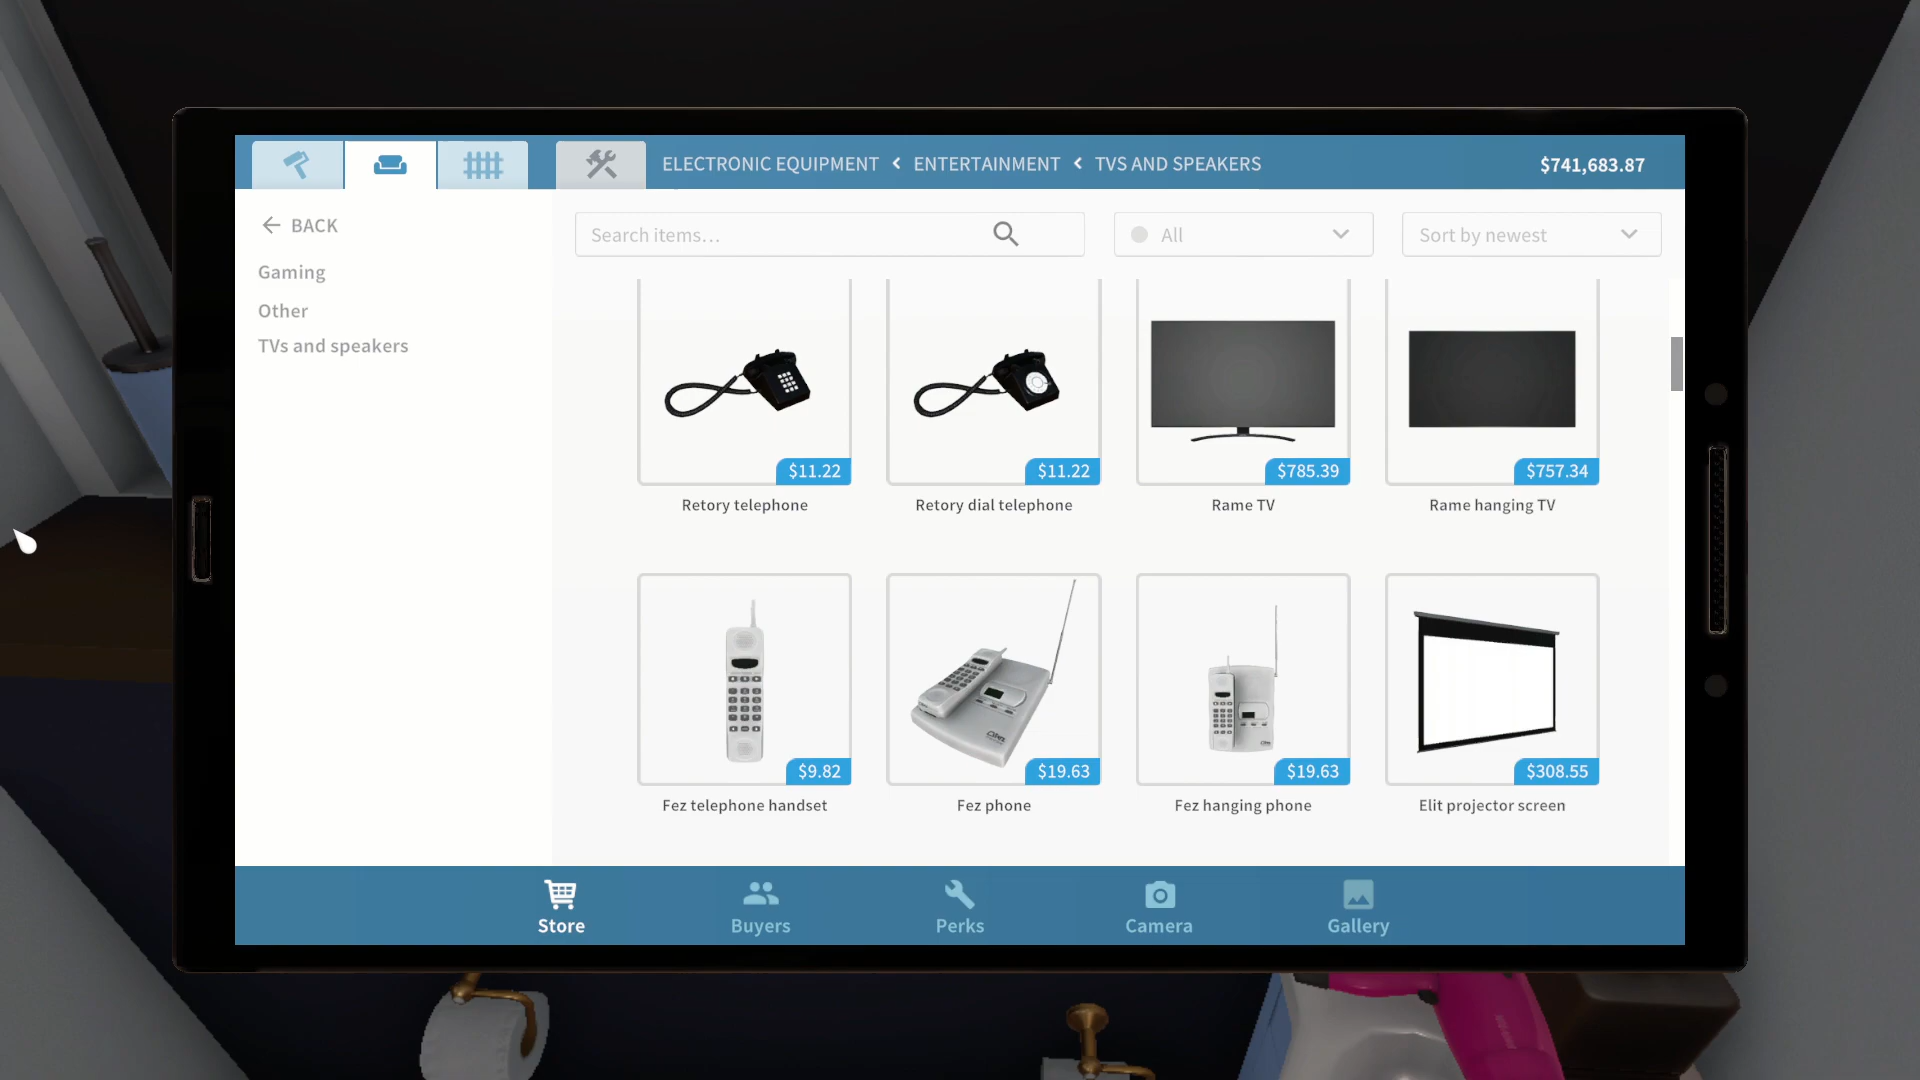 ELECTRONIC EQUIPMENT < ENTERTAINMENT < TVS AND SPEAKERS
$741,683.87
BACK
Gaming
Other
TVs and speakers
Search items...
All
Sort by newest
$11.22
$11.22
$785.39
$757.34
Retory telephone
Retory dial telephone
Rame TV
Rame hanging TV
$9.82
$19.63
$19.63
$308.55
Fez telephone handset
Fez phone
Fez hanging phone
Elit projector screen
Store
Buyers
Perks
Camera
Gallery